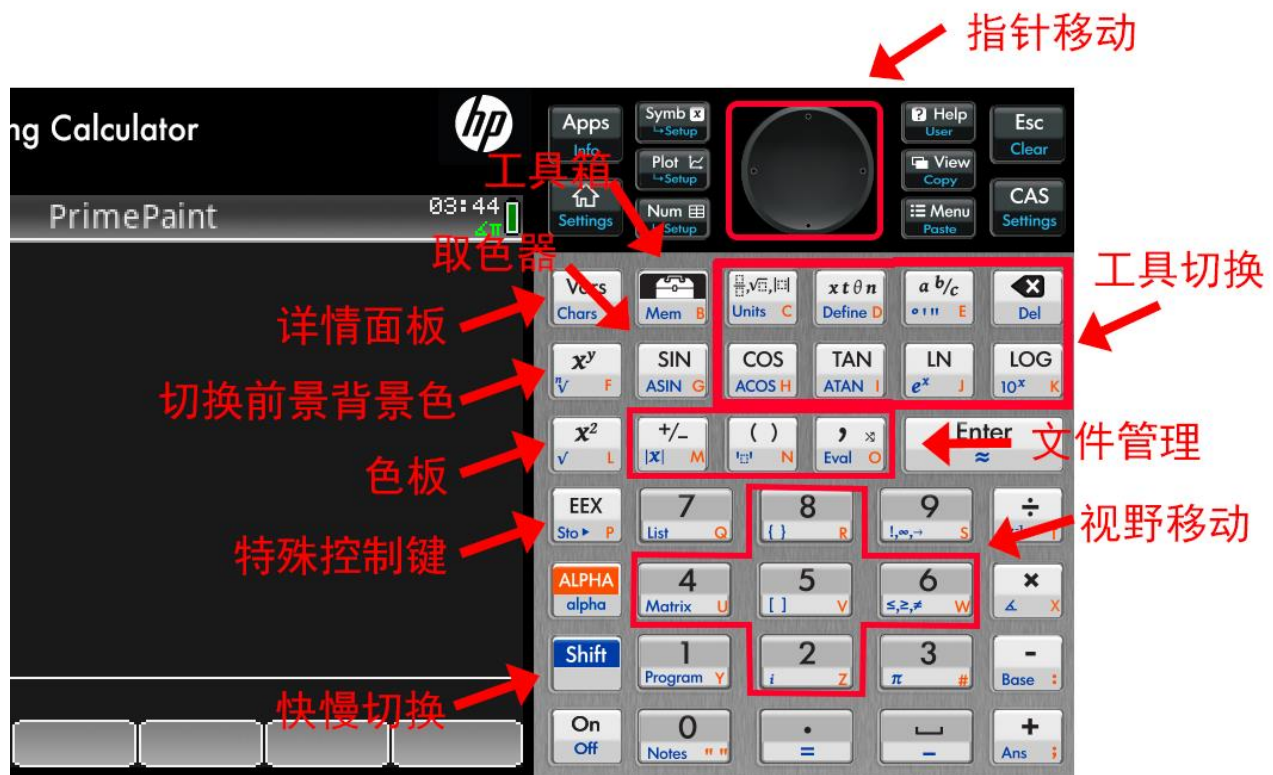 指针移动
ng Calculator
hp
Apps
Info
Symb
↳Setup
Plot
↳Setup
Num
Setup
Help
User
View
Copy
Menu
Paste
Esc
Clear
Settings
CAS
Settings
工具箱
PrimePaint
03:44
∡π
取色器
工具切换
Vars
Chars
Mem B
Units C
x t θ n
Define D
a b/c
E
Del
详情面板
xʸ
F
SIN
ASIN G
COS
ACOS H
TAN
ATAN I
LN
eˣ J
LOG
10ˣ K
切换前景背景色
x²
√ L
+/-
|x| M
( )
N
,
Eval O
Enter
≈
文件管理
色板
EEX
Sto ▸ P
7
List Q
8
{ } R
9
!,∞,→ S
÷
视野移动
特殊控制键
ALPHA
alpha
4
Matrix U
5
[ ] V
6
≤,≥,≠ W
×
∡ X
Shift
1
Program Y
2
i Z
3
π #
-
Base :
快慢切换
On
Off
0
Notes " "
.
=
_
+
Ans ;